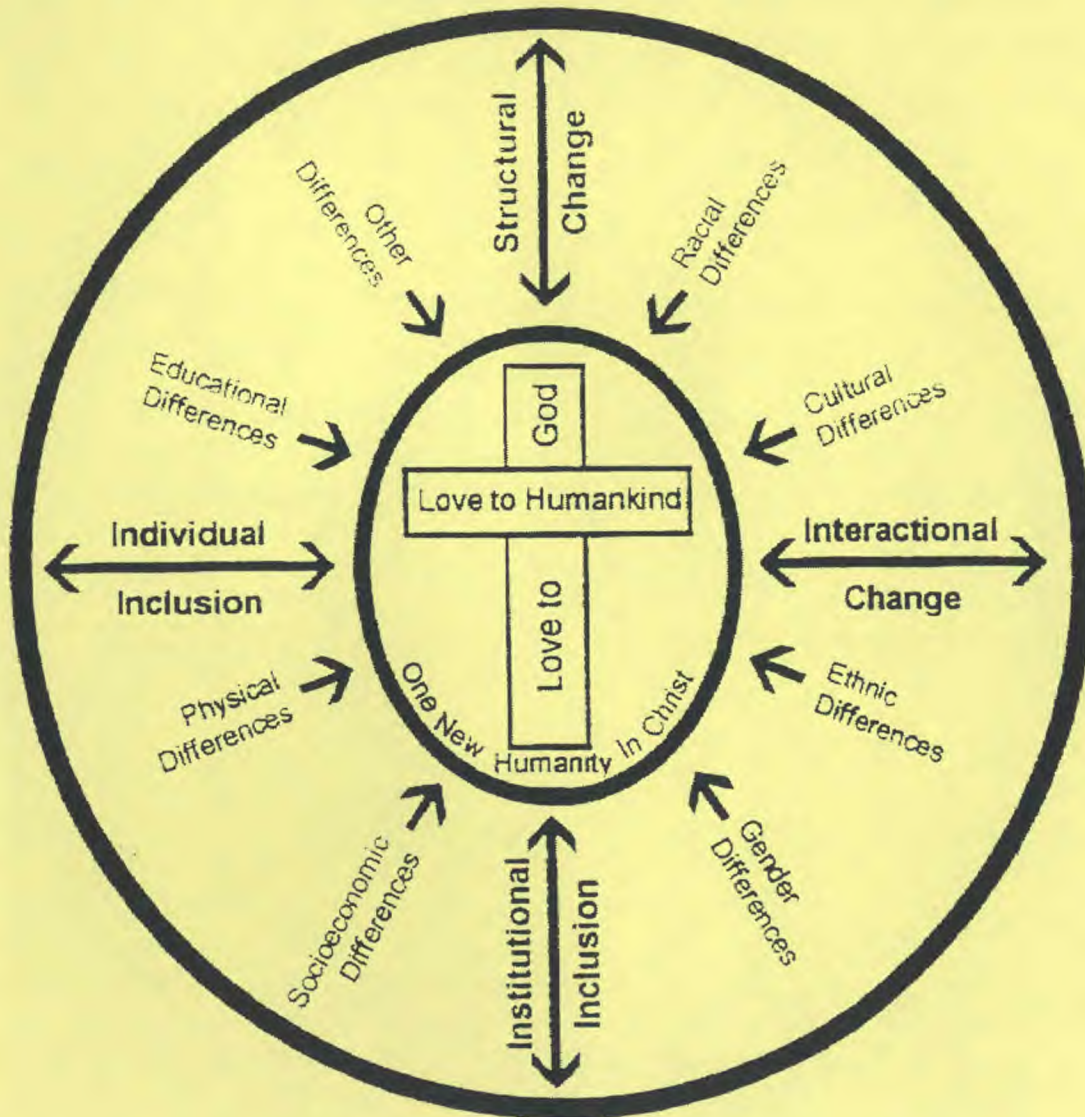 Structural
Change
Other
Differences
Racial
Differences
Educational
Differences
Cultural
Differences
God
Love to Humankind
Love to
Individual
Inclusion
Interactional
Change
One New Humanity In Christ
Physical
Differences
Ethnic
Differences
Socioeconomic
Differences
Gender
Differences
Institutional
Inclusion